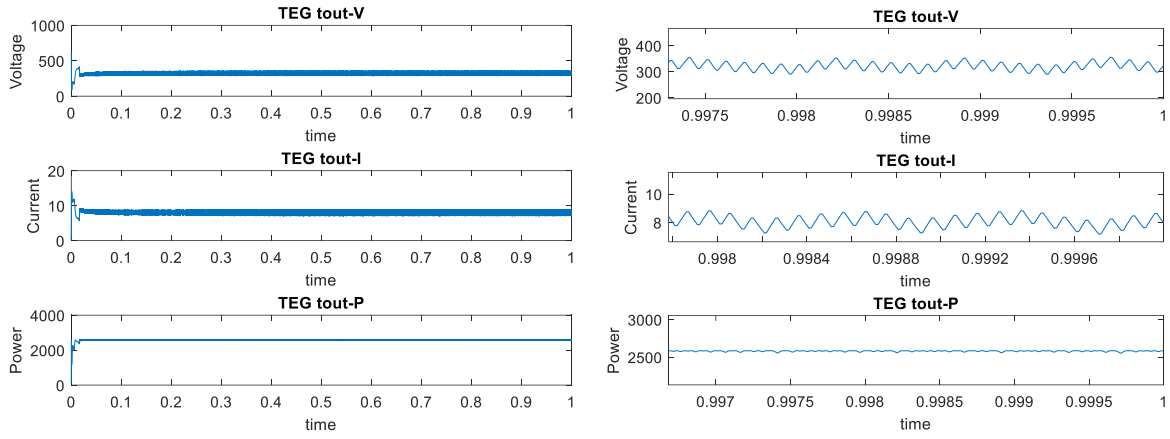 TEG tout-V
1000
500
0
Voltage
0 0.1 0.2 0.3 0.4 0.5 0.6 0.7 0.8 0.9 1
time
TEG tout-I
20
10
0
Current
0 0.1 0.2 0.3 0.4 0.5 0.6 0.7 0.8 0.9 1
time
TEG tout-P
4000
2000
0
Power
0 0.1 0.2 0.3 0.4 0.5 0.6 0.7 0.8 0.9 1
time
TEG tout-V
400
300
200
Voltage
0.9975 0.998 0.9985 0.999 0.9995 1
time
TEG tout-I
10
8
Current
0.998 0.9984 0.9988 0.9992 0.9996
time
TEG tout-P
3000
2500
Power
0.997 0.9975 0.998 0.9985 0.999 0.9995 1
time